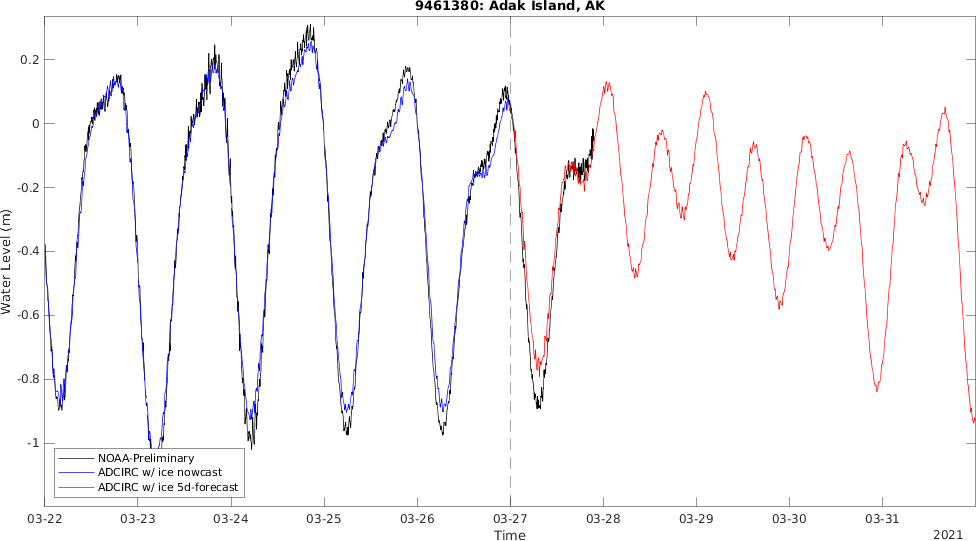 9461380: Adak Island, AK
0.2
0
-0.2
-0.4
-0.6
-0.8
-1
Water Level (m)
NOAA-Preliminary
ADCIRC w/ ice nowcast
ADCIRC w/ ice 5d-forecast
03-22 03-23 03-24 03-25 03-26 03-27 03-28 03-29 03-30 03-31
Time
2021